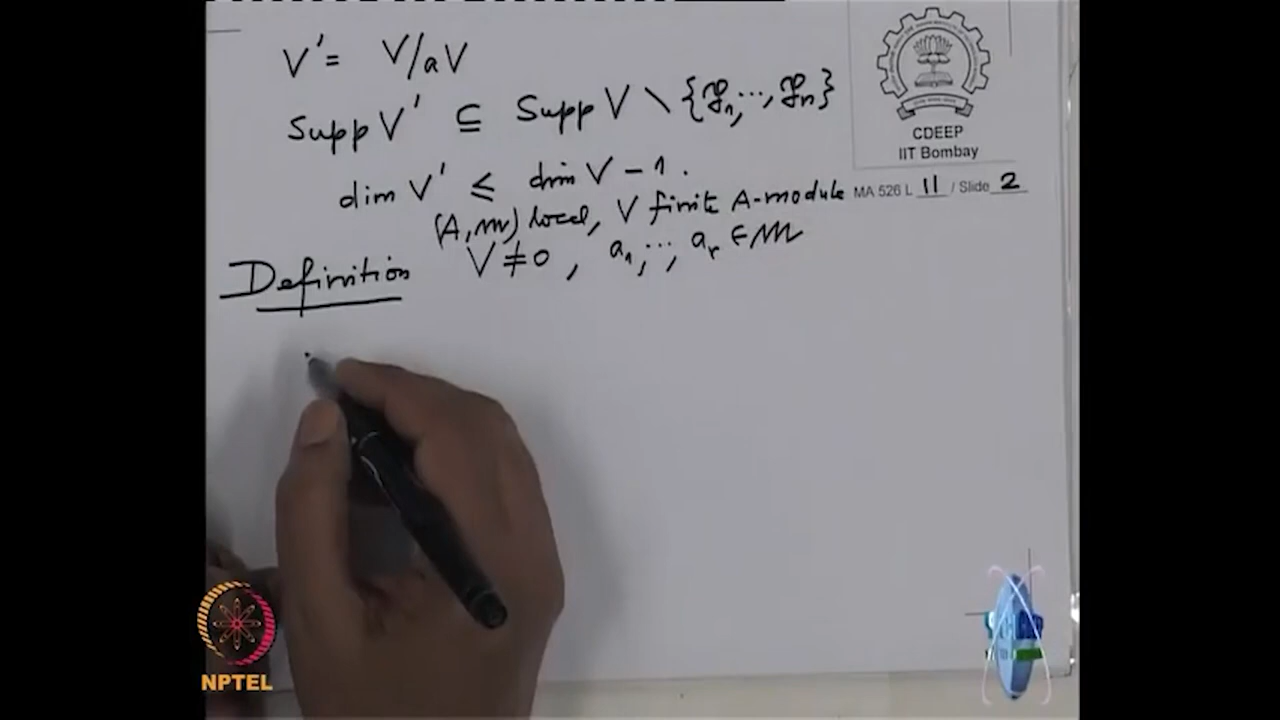 V' = V/aV
Supp V' ⊆ Supp V \ {𝔭₁, ..., 𝔭ₙ}
dim V' ≤ dim V - 1.
(A, 𝔪) local, V finite A-module
Definition V ≠ 0, a₁, ..., aᵣ ∈ 𝔪
CDEEP
IIT Bombay
MA 526 L 11 / Slide 2
NPTEL